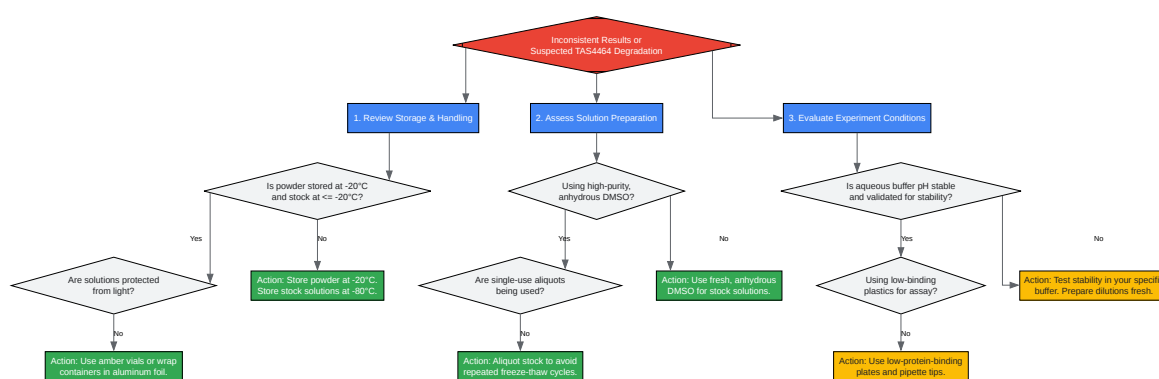 Inconsistent Results or
Suspected TAS4464 Degradation
1. Review Storage & Handling
2. Assess Solution Preparation
3. Evaluate Experiment Conditions
Is powder stored at -20°C
and stock at <= -20°C?
Using high-purity,
anhydrous DMSO?
Is aqueous buffer pH stable
and validated for stability?
Yes
No
Yes
No
Yes
No
Are solutions protected
from light?
Action: Store powder at -20°C.
Store stock solutions at -80°C.
Are single-use aliquots
being used?
Action: Use fresh, anhydrous
DMSO for stock solutions.
Using low-binding
plastics for assay?
Action: Test stability in your specifi
buffer. Prepare dilutions fresh.
No
No
No
Action: Use amber vials or wrap
containers in aluminum foil.
Action: Aliquot stock to avoid
repeated freeze-thaw cycles.
Action: Use low-protein-binding
plates and pipette tips.